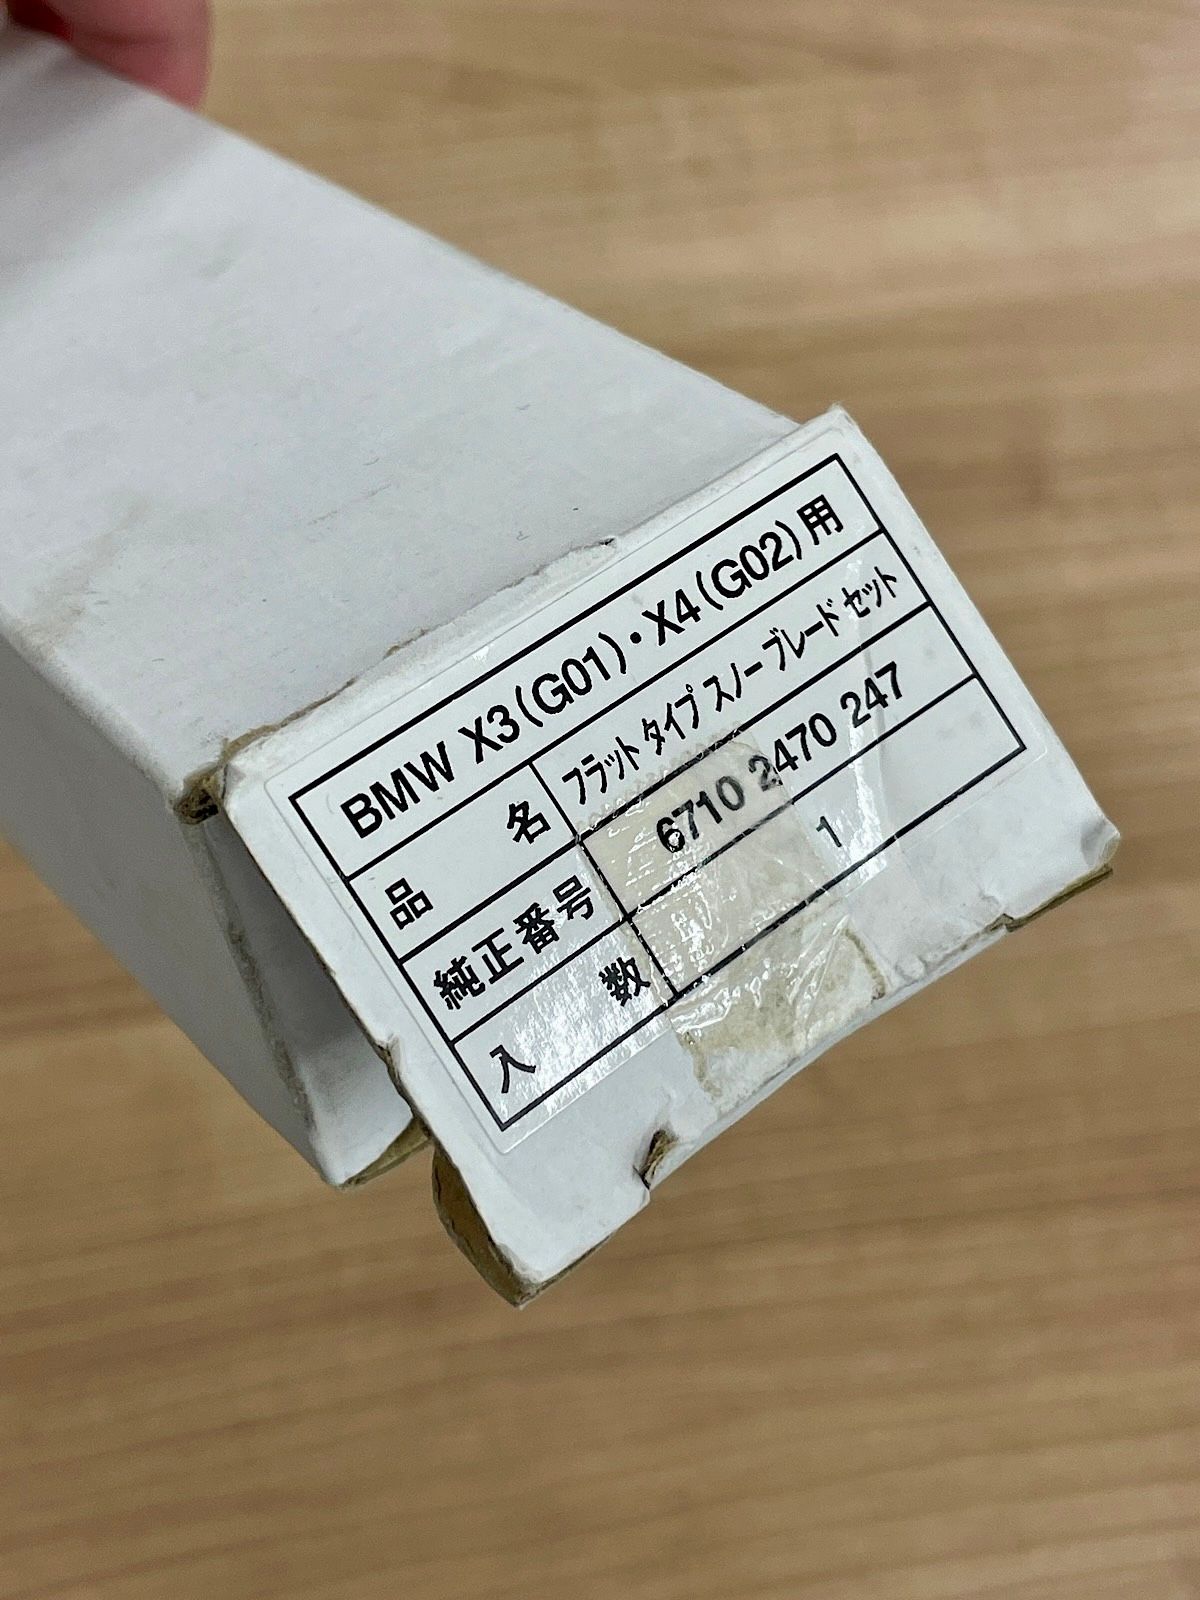 BMW X3(G01)・X4(G02)用
品名 フラットタイプ スノーブレードセット
純正番号 6710 2470 247
入数 1